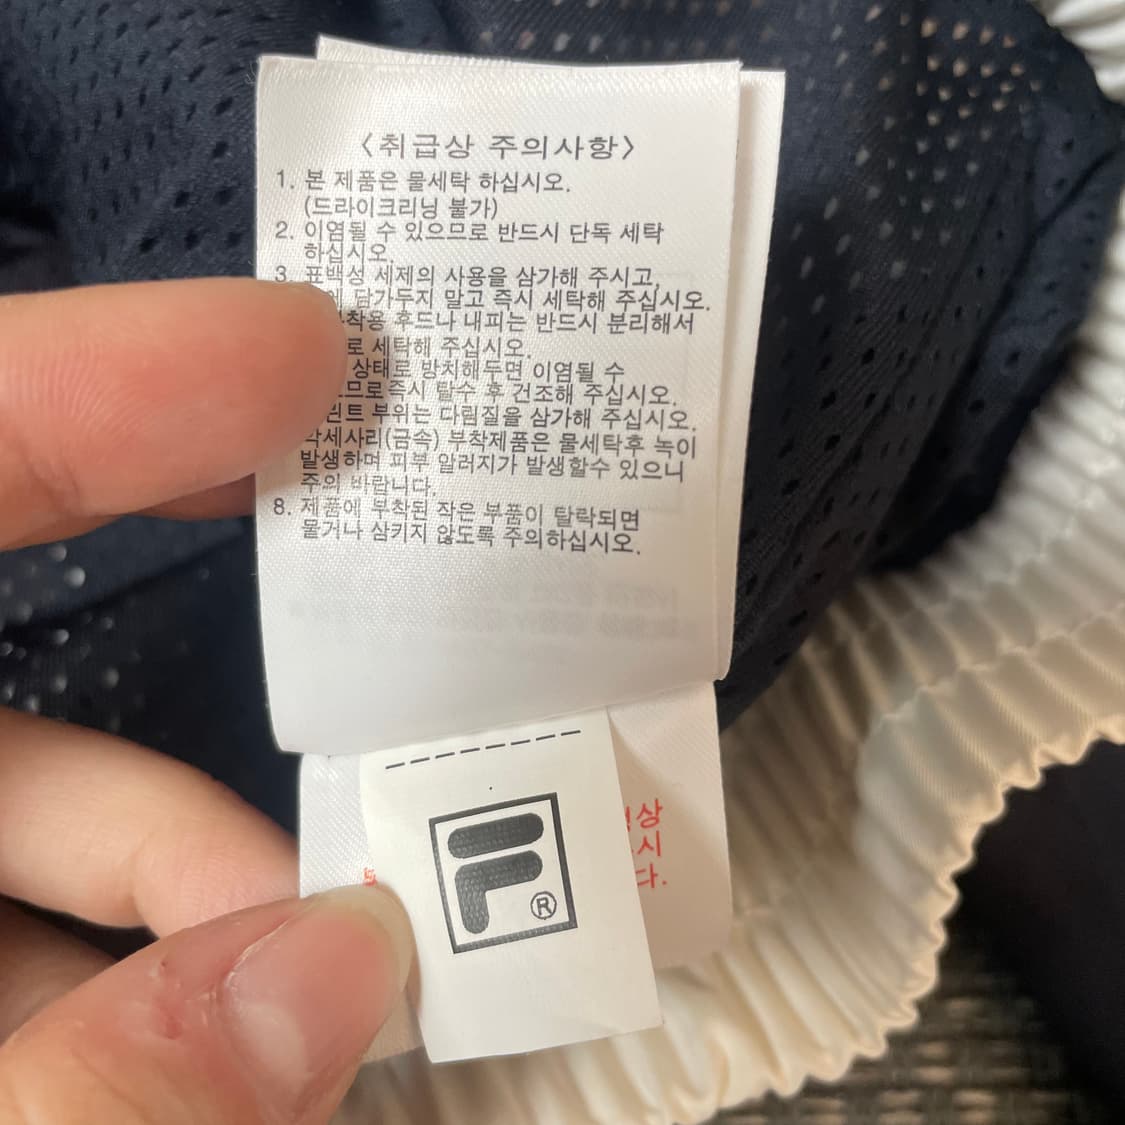 <취급상 주의사항>
1. 본 제품은 물세탁 하십시오.
(드라이크리닝 불가)
2. 이염될 수 있으므로 반드시 단독 세탁
하십시오.
3. 표백성 세제의 사용을 삼가해 주시고,
담가두지 말고 즉시 세탁해 주십시오.
후드나 내피는 반드시 분리해서
로 세탁해 주십시오.
상태로 방치해두면 이염될 수
므로 즉시 탈수 후 건조해 주십시오.
부위는 다림질을 삼가해 주십시오.
악세사리(금속) 부착제품은 물세탁후 녹이
발생하며 피부 알러지가 발생할수 있으니
주의 바랍니다.
8. 제품에 부착된 작은 부품이 탈락되면
물거나 삼키지 않도록 주의하십시오.
F®
상
시
다.